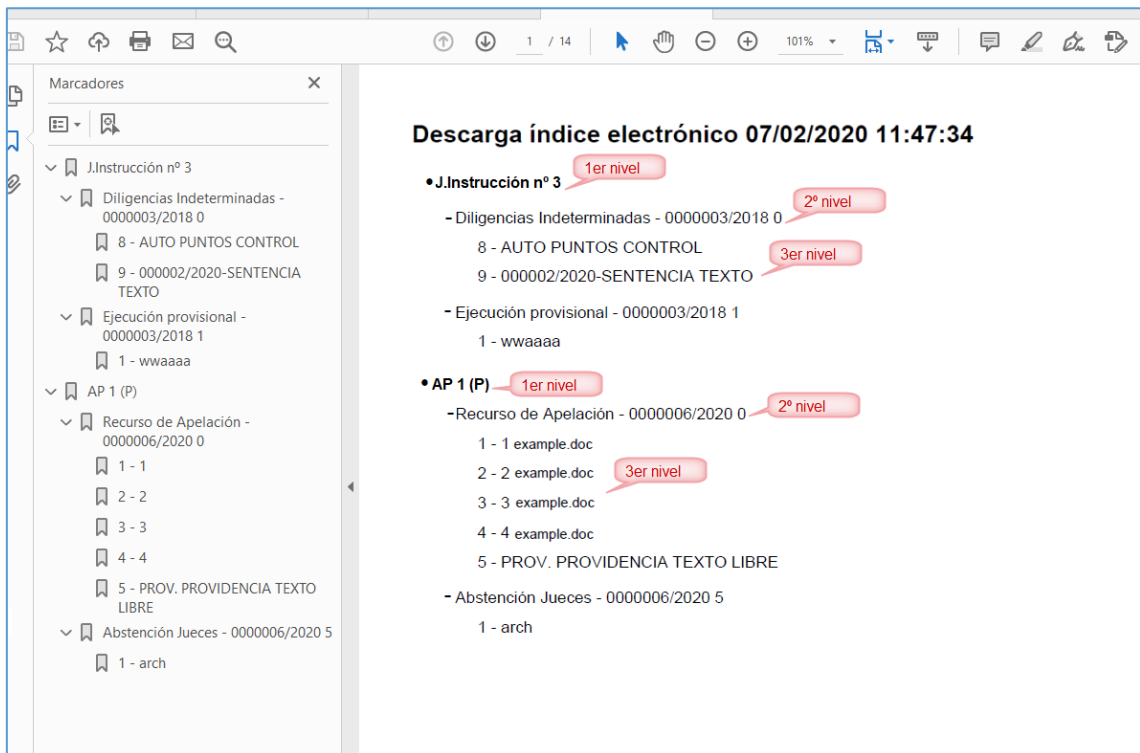 1 / 14
101%
Marcadores
J.Instrucción nº 3
Diligencias Indeterminadas -
0000003/2018 0
8 - AUTO PUNTOS CONTROL
9 - 000002/2020-SENTENCIA
TEXTO
Ejecución provisional -
0000003/2018 1
1 - wwaaaa
AP 1 (P)
Recurso de Apelación -
0000006/2020 0
1 - 1
2 - 2
3 - 3
4 - 4
5 - PROV. PROVIDENCIA TEXTO
LIBRE
Abstención Jueces - 0000006/2020 5
1 - arch
Descarga índice electrónico 07/02/2020 11:47:34
•J.Instrucción nº 3 1er nivel
- Diligencias Indeterminadas - 0000003/2018 0 2º nivel
8 - AUTO PUNTOS CONTROL
3er nivel
9 - 000002/2020-SENTENCIA TEXTO
- Ejecución provisional - 0000003/2018 1
1 - wwaaaa
• AP 1 (P) 1er nivel
-Recurso de Apelación - 0000006/2020 0 2º nivel
1 - 1 example.doc
2 - 2 example.doc 3er nivel
3 - 3 example.doc
4 - 4 example.doc
5 - PROV. PROVIDENCIA TEXTO LIBRE
- Abstención Jueces - 0000006/2020 5
1 - arch